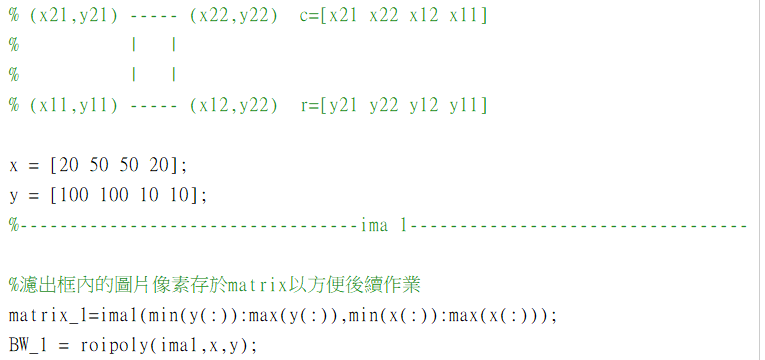 % (x21,y21) ----- (x22,y22)  c=[x21 x22 x12 x11]
%           |   |
%           |   |
% (x11,y11) ----- (x12,y22)  r=[y21 y22 y12 y11]
x = [20 50 50 20];
y = [100 100 10 10];
%----------------------------------ima 1----------------------------------
%濾出框內的圖片像素存於matrix以方便後續作業
matrix_1=ima1(min(y(:)):max(y(:)),min(x(:)):max(x(:)));
BW_1 = roipoly(ima1,x,y);